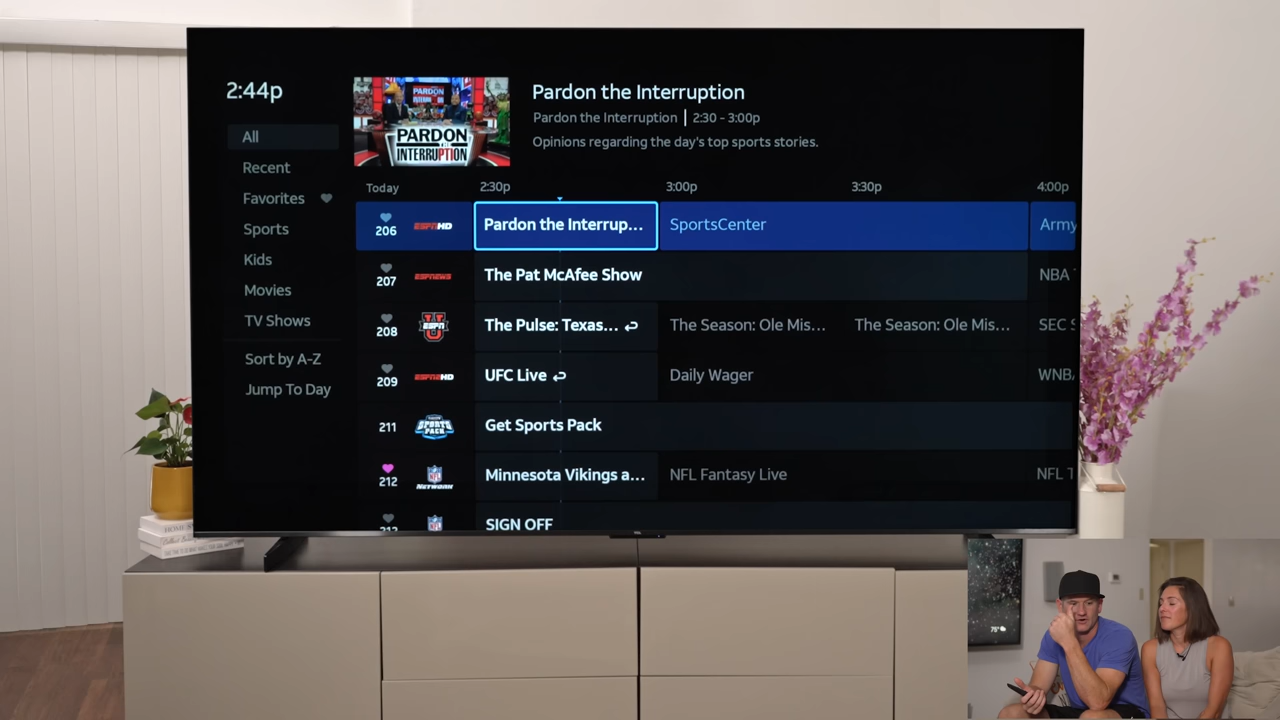 2:44p
All
Recent
Favorites
Sports
Kids
Movies
TV Shows
Sort by A-Z
Jump To Day
PARDON
THE
INTERRUPTION
Pardon the Interruption
Pardon the Interruption | 2:30 - 3:00p
Opinions regarding the day's top sports stories.
Today 2:30p 3:00p 3:30p 4:00p
206 ESPN HD Pardon the Interrup... SportsCenter Army
207 ESPNEWS The Pat McAfee Show NBA
208 ESPN U The Pulse: Texas... The Season: Ole Mis... The Season: Ole Mis... SEC S
209 ESPN HD UFC Live Daily Wager WNBA
211 SPORTS PACK Get Sports Pack
212 NFL NETWORK Minnesota Vikings a... NFL Fantasy Live NFL T
212 NFL SIGN OFF
75°